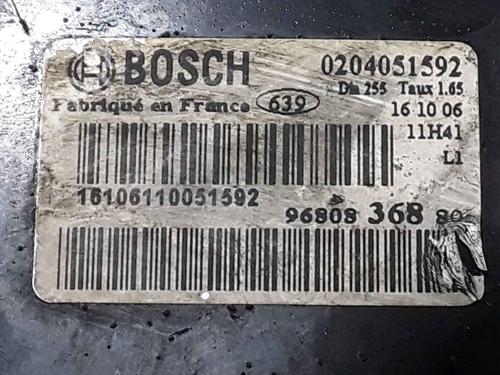 BOSCH 0204051592
Dia 255 Taux 1.65
Fabriqué en France 639 16 10 06
11H41
L1
16106110051592
96808 368 80